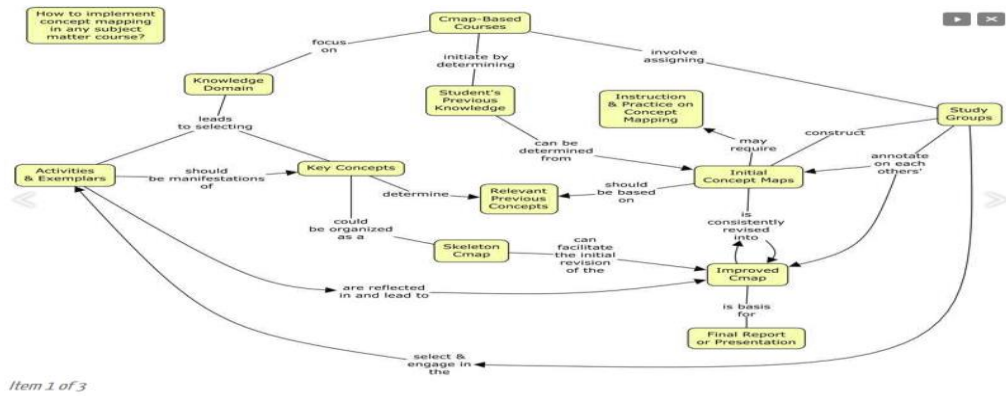 How to implement
concept mapping
in any subject
matter course?
Cmap-Based
Courses
focus
on
initiate by
determining
involve
assigning
Knowledge
Domain
Student's
Previous
Knowledge
Instruction
& Practice on
Concept
Mapping
Study
Groups
leads
to selecting
can be
determined
from
may
require
construct
annotate
on each
others'
Activities
& Exemplars
should
be manifestations
of
Key Concepts
determine
Relevant
Previous
Concepts
should
be based
on
Initial
Concept Maps
could
be organized
as a
Skeleton
Cmap
can
facilitate
the initial
revision
of the
is
consistently
revised
into
Improved
Cmap
are reflected
in and lead to
is basis
for
Final Report
or Presentation
select &
engage in
the
Item 1 of 3